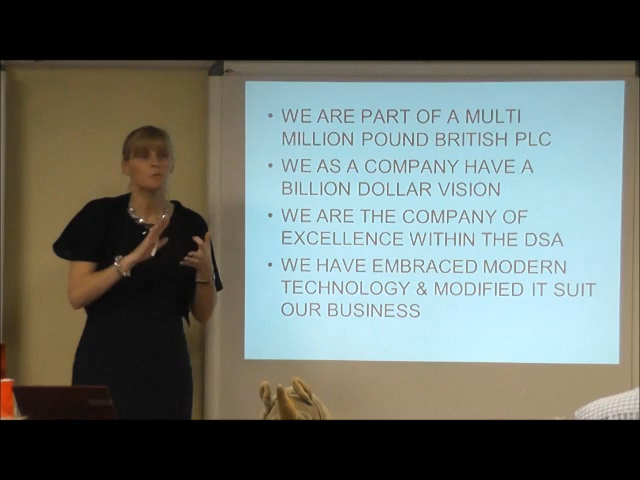 • WE ARE PART OF A MULTI
MILLION POUND BRITISH PLC
• WE AS A COMPANY HAVE A
BILLION DOLLAR VISION
• WE ARE THE COMPANY OF
EXCELLENCE WITHIN THE DSA
• WE HAVE EMBRACED MODERN
TECHNOLOGY & MODIFIED IT SUIT
OUR BUSINESS